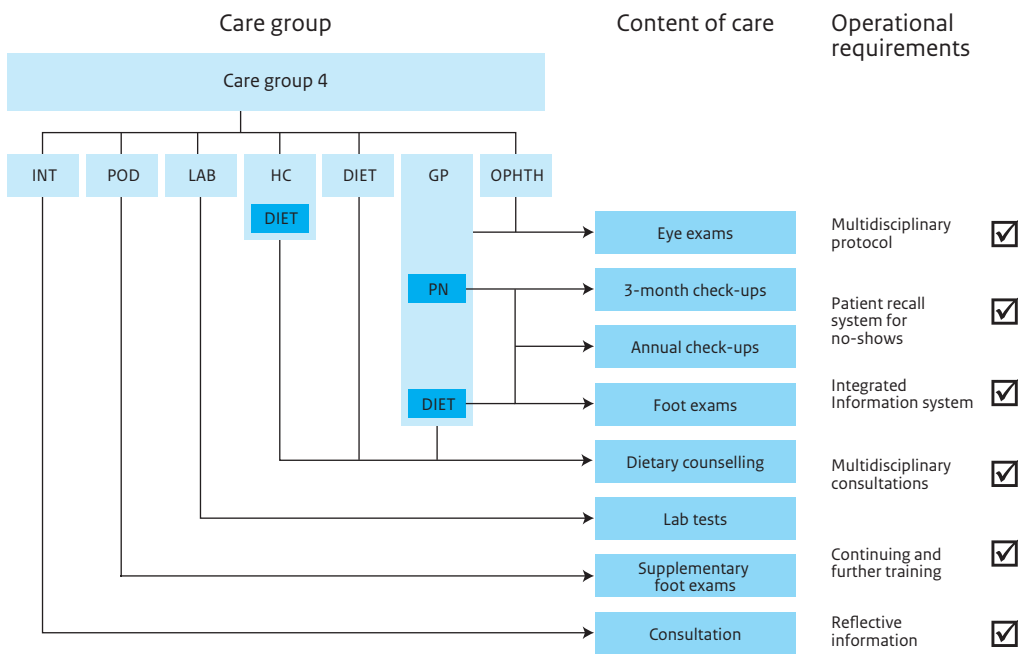 Care group
Content of care
Operational
requirements
Care group 4
INT
POD
LAB
HC
DIET
GP
OPHTH
DIET
PN
DIET
Eye exams
3-month check-ups
Annual check-ups
Foot exams
Dietary counselling
Lab tests
Supplementary
foot exams
Consultation
Multidisciplinary
protocol
Patient recall
system for
no-shows
Integrated
Information system
Multidisciplinary
consultations
Continuing and
further training
Reflective
information